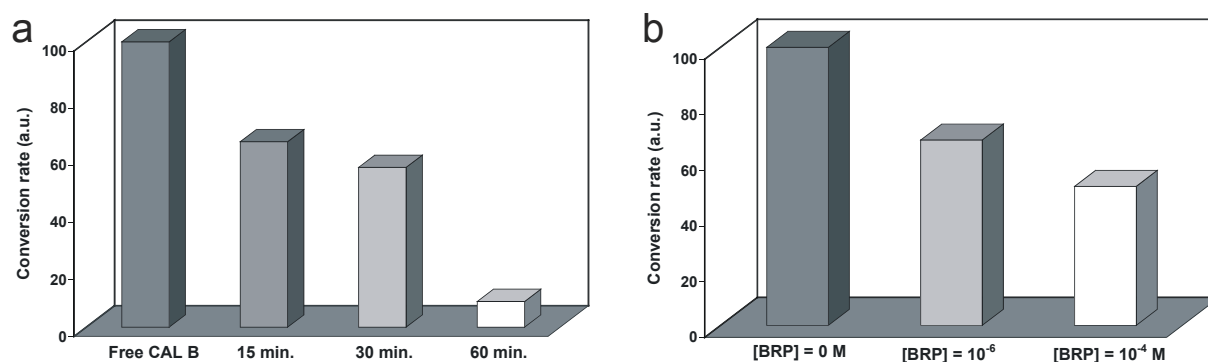 a
Conversion rate (a.u.)
100
80
60
40
20
0
Free CAL B 15 min. 30 min. 60 min.
b
Conversion rate (a.u.)
100
80
60
40
20
0
[BRP] = 0 M [BRP] = 10⁻⁶ [BRP] = 10⁻⁴ M